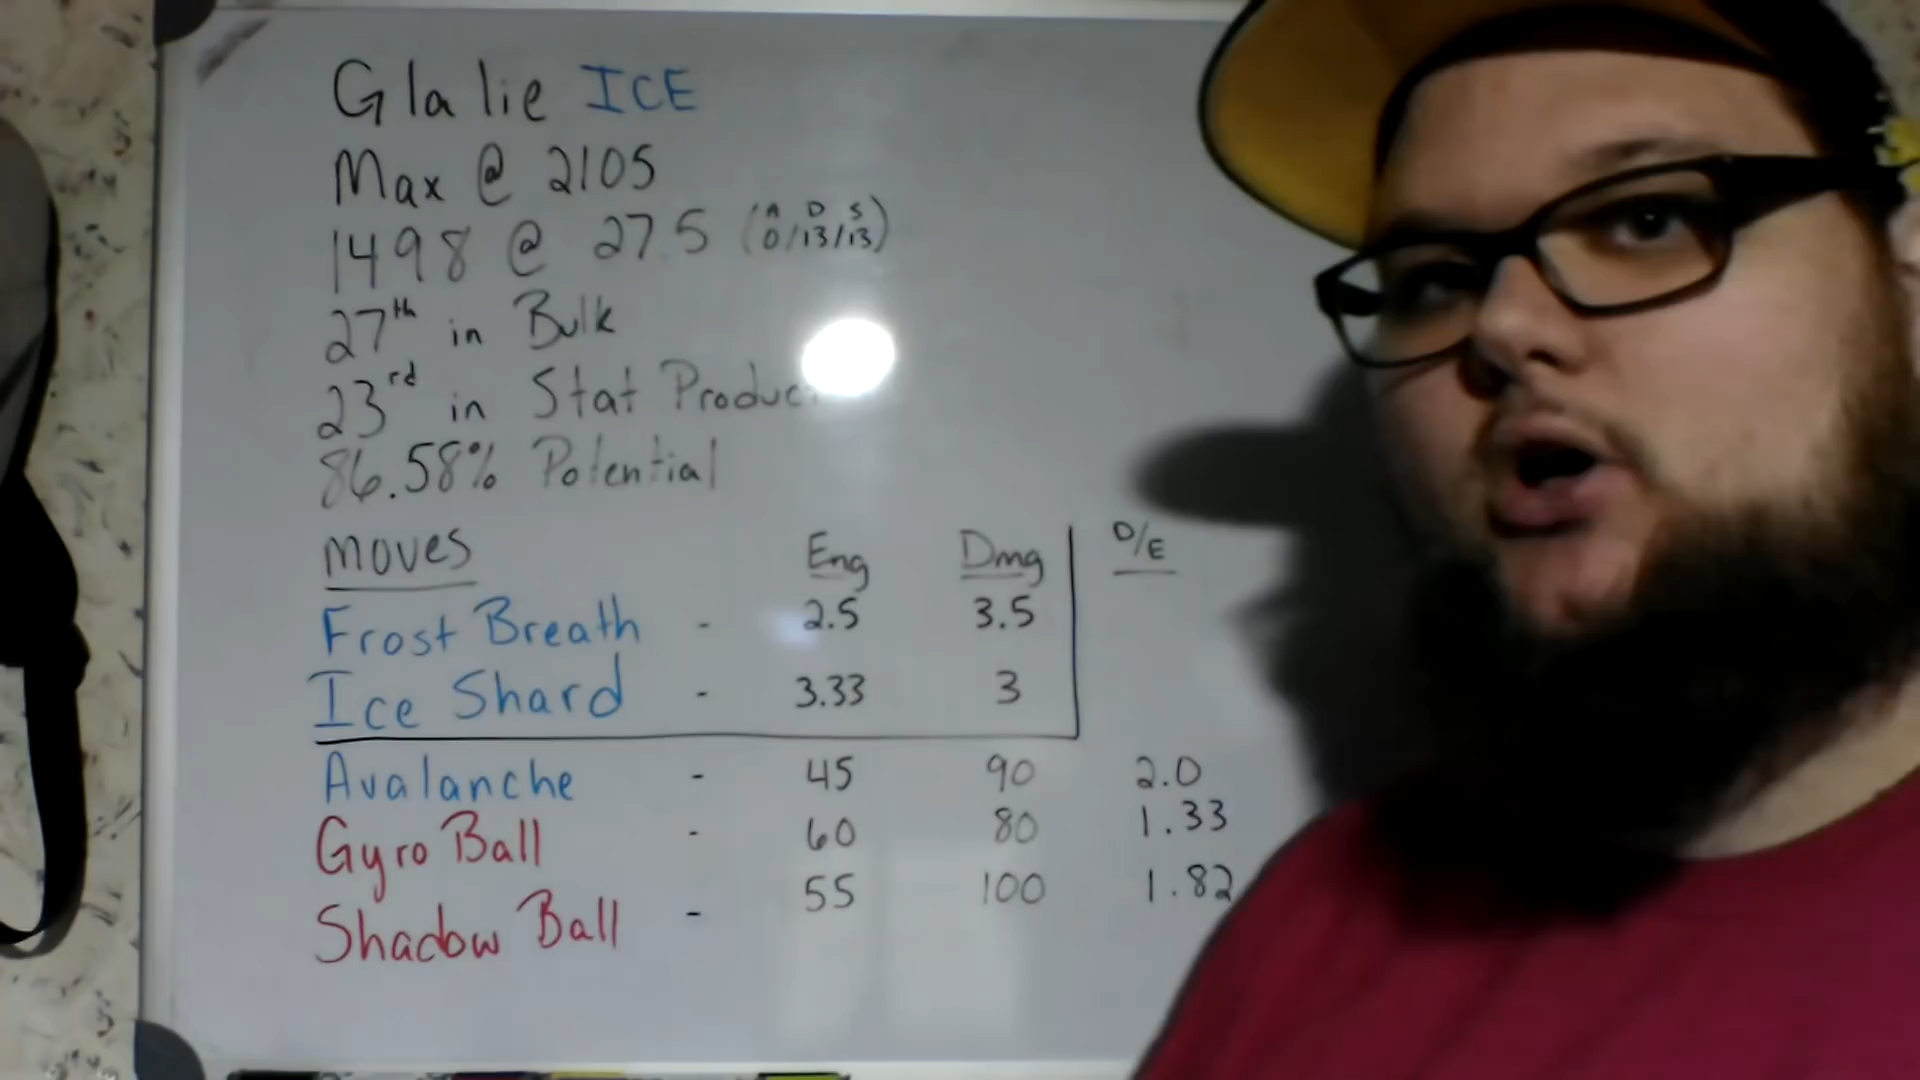 Glalie ICE
Max @ 2105
1498 @ 27.5 (A 0/D 13/S 13)
27th in Bulk
23rd in Stat Produc
86.58% Potential
moves Eng Dmg D/E
Frost Breath - 2.5 3.5
Ice Shard - 3.33 3
Avalanche - 45 90 2.0
Gyro Ball - 60 80 1.33
Shadow Ball - 55 100 1.82